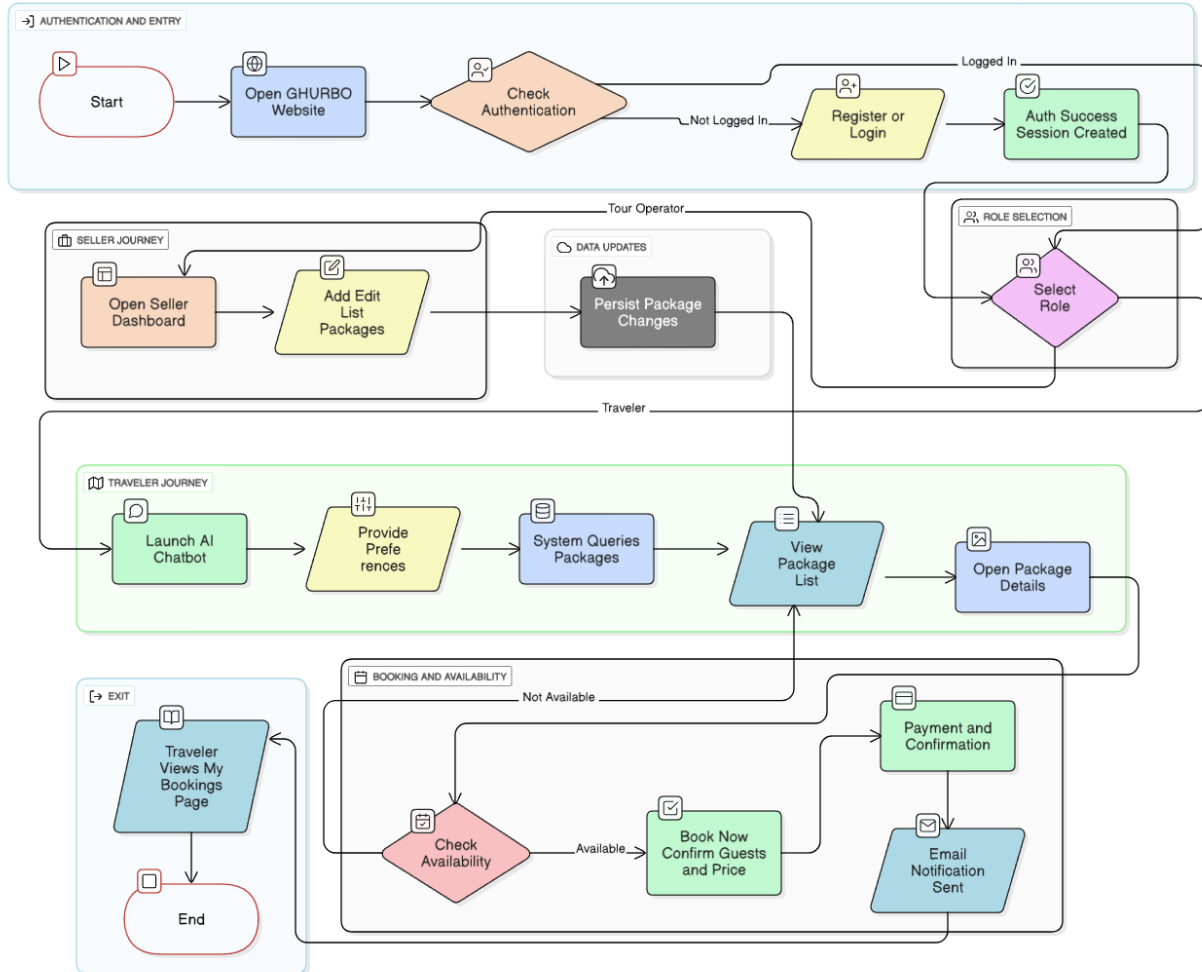 AUTHENTICATION AND ENTRY
Start
Open GHURBO
Website
Check
Authentication
Logged In
Not Logged In
Register or
Login
Auth Success
Session Created
ROLE SELECTION
Select
Role
Tour Operator
SELLER JOURNEY
Open Seller
Dashboard
Add Edit
List
Packages
DATA UPDATES
Persist Package
Changes
Traveler
TRAVELER JOURNEY
Launch AI
Chatbot
Provide
Prefe
rences
System Queries
Packages
View
Package
List
Open Package
Details
BOOKING AND AVAILABILITY
Not Available
Check
Availability
Available
Book Now
Confirm Guests
and Price
Payment and
Confirmation
Email
Notification
Sent
EXIT
Traveler
Views My
Bookings
Page
End